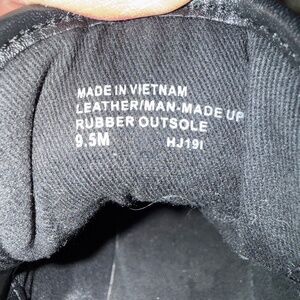 MADE IN VIETNAM
LEATHER/MAN-MADE UP
RUBBER OUTSOLE
9.5M HJ19I